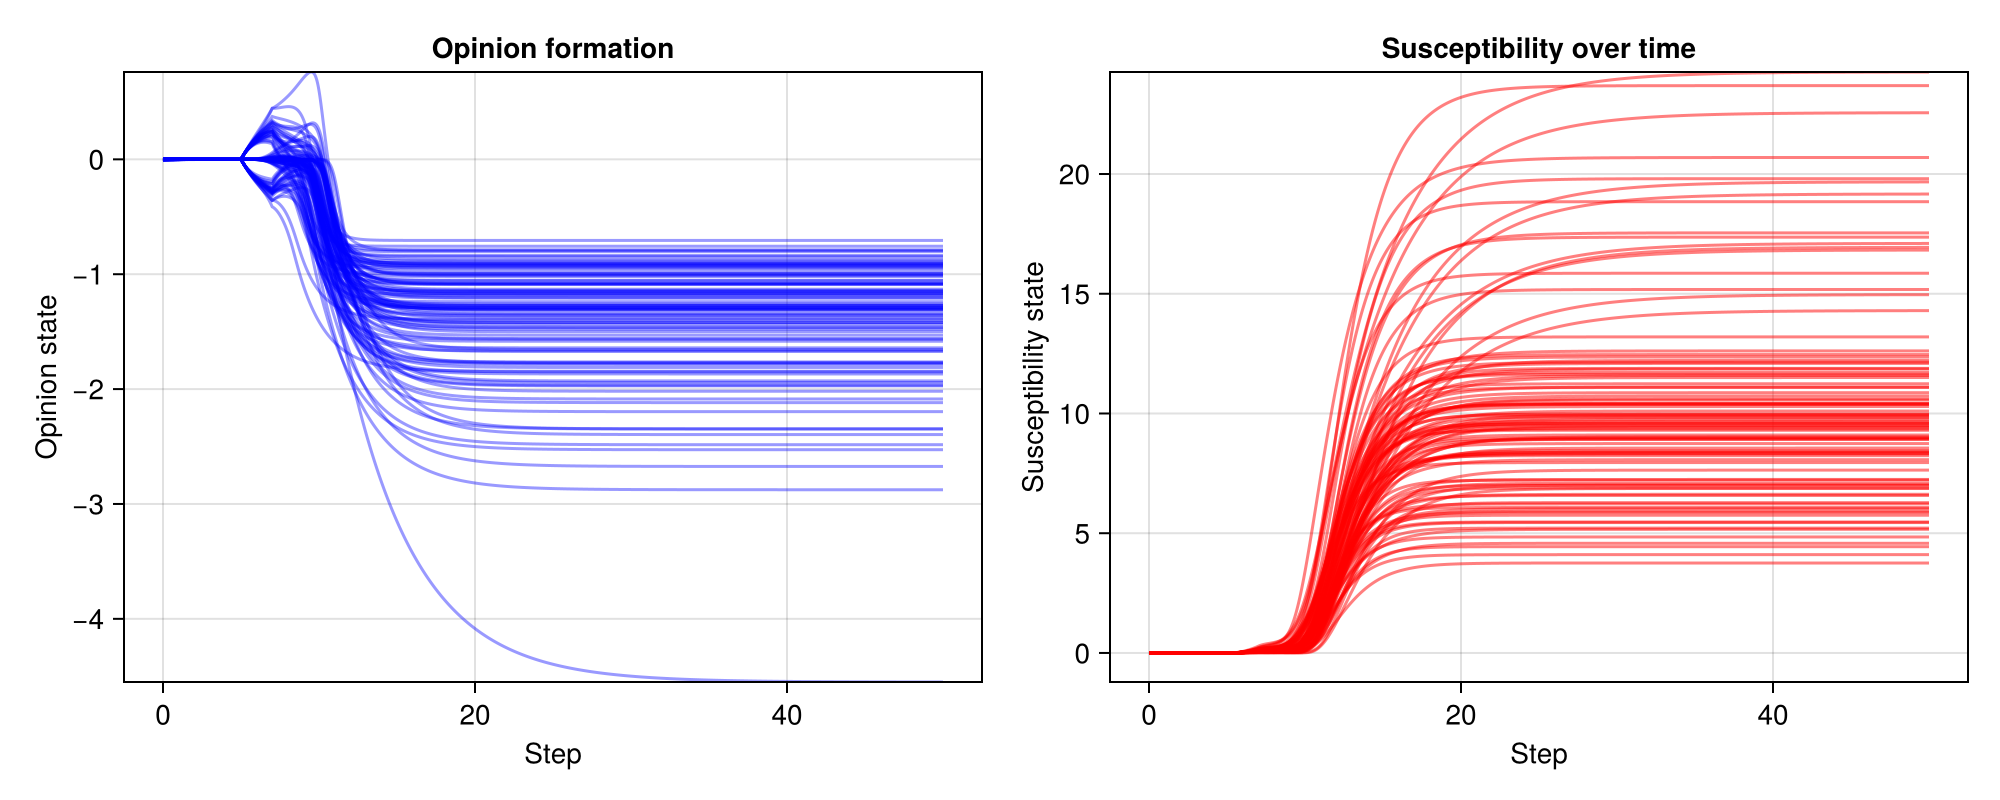 Opinion formation
0
−1
−2
−3
−4
Opinion state
0 20 40
Step
Susceptibility over time
20
15
10
5
0
Susceptibility state
0 20 40
Step